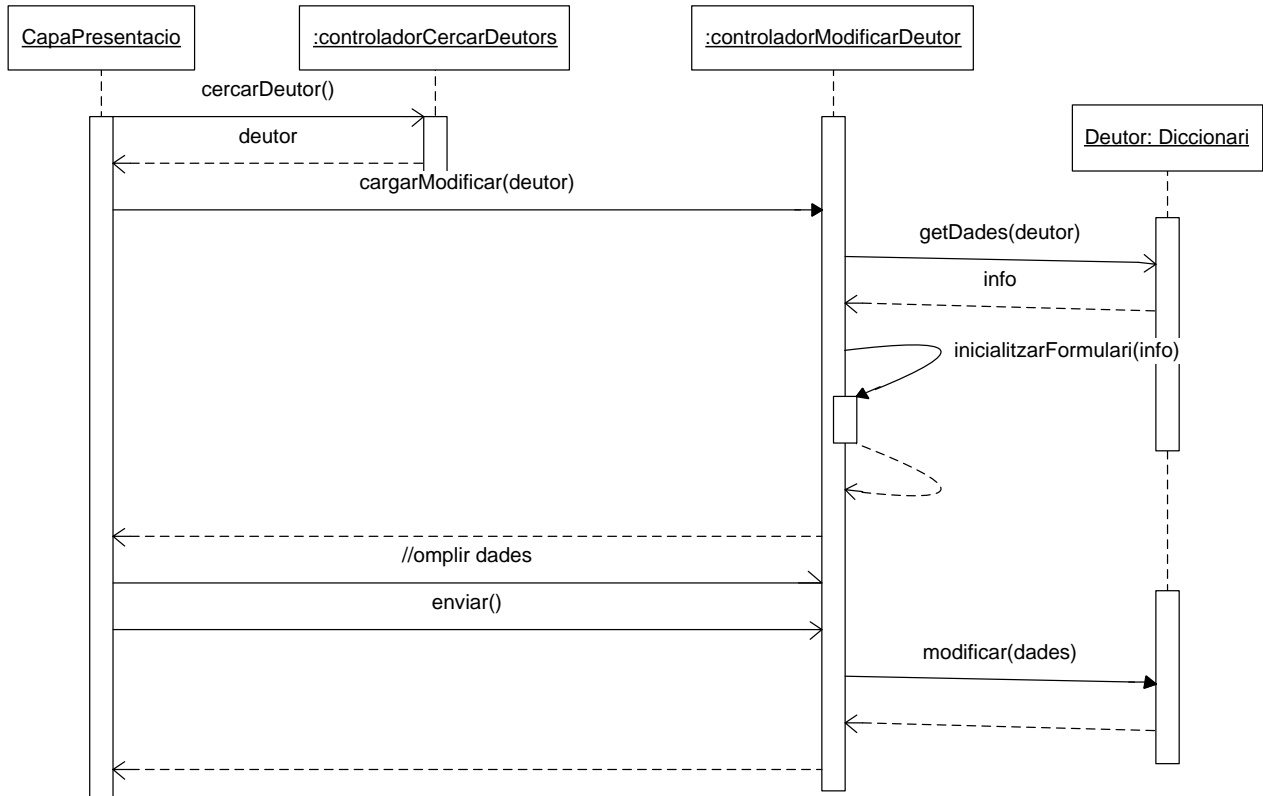 CapaPresentacio
:controladorCercarDeutors
:controladorModificarDeutor
cercarDeutor()
deutor
Deutor: Diccionari
cargarModificar(deutor)
getDades(deutor)
info
inicialitzarFormulari(info)
//omplir dades
enviar()
modificar(dades)